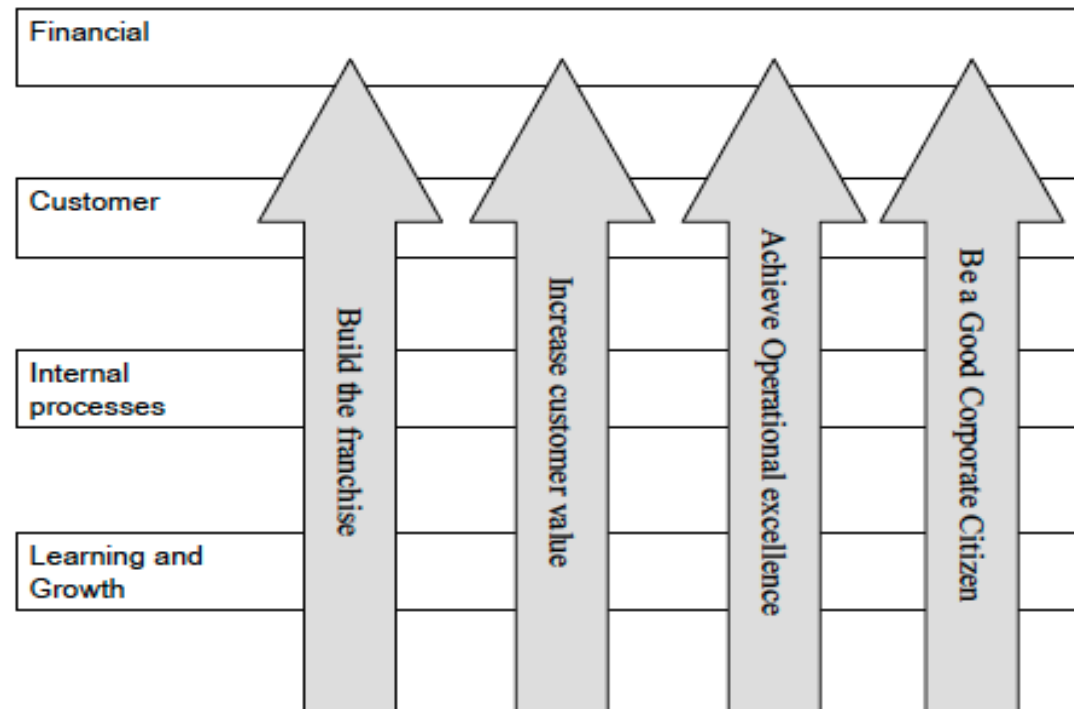 Financial
Customer
Internal
processes
Learning and
Growth
Build the franchise
Increase customer value
Achieve Operational excellence
Be a Good Corporate Citizen